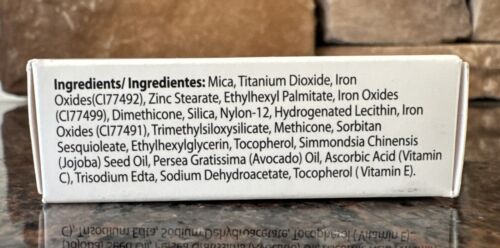 Ingredients/ Ingredientes: Mica, Titanium Dioxide, Iron
Oxides(CI77492), Zinc Stearate, Ethylhexyl Palmitate, Iron Oxides
(CI77499), Dimethicone, Silica, Nylon-12, Hydrogenated Lecithin, Iron
Oxides (CI77491), Trimethylsiloxysilicate, Methicone, Sorbitan
Sesquioleate, Ethylhexylglycerin, Tocopherol, Simmondsia Chinensis
(Jojoba) Seed Oil, Persea Gratissima (Avocado) Oil, Ascorbic Acid (Vitamin
C), Trisodium Edta, Sodium Dehydroacetate, Tocopherol ( Vitamin E).